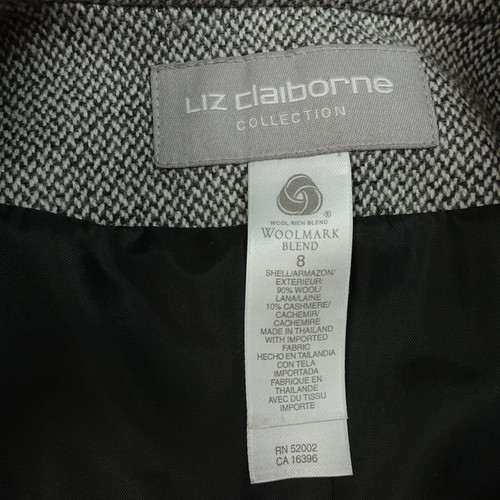 Liz claiborne
COLLECTION
WOOL RICH BLEND
®
WOOLMARK
BLEND
8
SHELL/ARMAZON/
EXTERIEUR:
90% WOOL/
LANA/LAINE
10% CASHMERE/
CACHEMIR/
CACHEMIRE
MADE IN THAILAND
WITH IMPORTED
FABRIC
HECHO EN TAILANDIA
CON TELA
IMPORTADA
FABRIQUE EN
THAILANDE
AVEC DU TISSU
IMPORTE
RN 52002
CA 16396